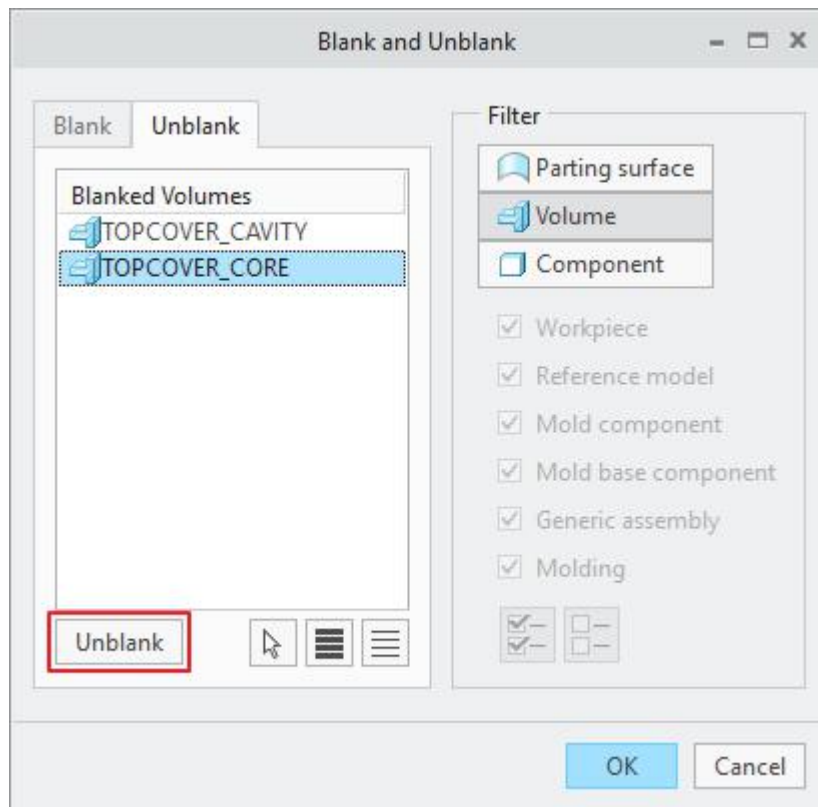 Blank and Unblank
Blank
Unblank
Blanked Volumes
TOPCOVER_CAVITY
TOPCOVER_CORE
Unblank
Filter
Parting surface
Volume
Component
Workpiece
Reference model
Mold component
Mold base component
Generic assembly
Molding
OK
Cancel